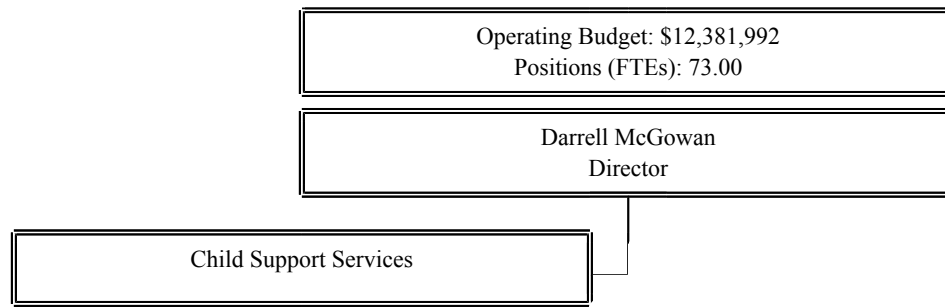 Operating Budget: $12,381,992
Positions (FTEs): 73.00
Darrell McGowan
Director
Child Support Services